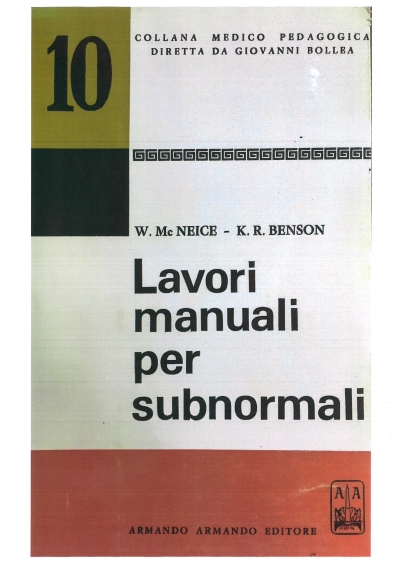 10
COLLANA MEDICO PEDAGOGICA
DIRETTA DA GIOVANNI BOLLEA
W. Mc NEICE - K. R. BENSON
Lavori
manuali
per
subnormali
A A
ARMANDO ARMANDO EDITORE